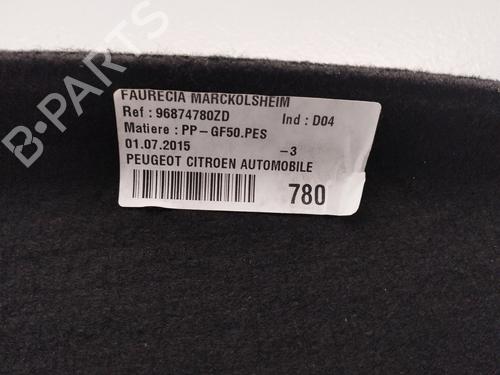 FAURECIA MARCKOLSHEIM
Ref : 96874780ZD Ind : D04
Matiere : PP-GF50.PES
01.07.2015 -3
PEUGEOT CITROEN AUTOMOBILE
780
B-PARTS